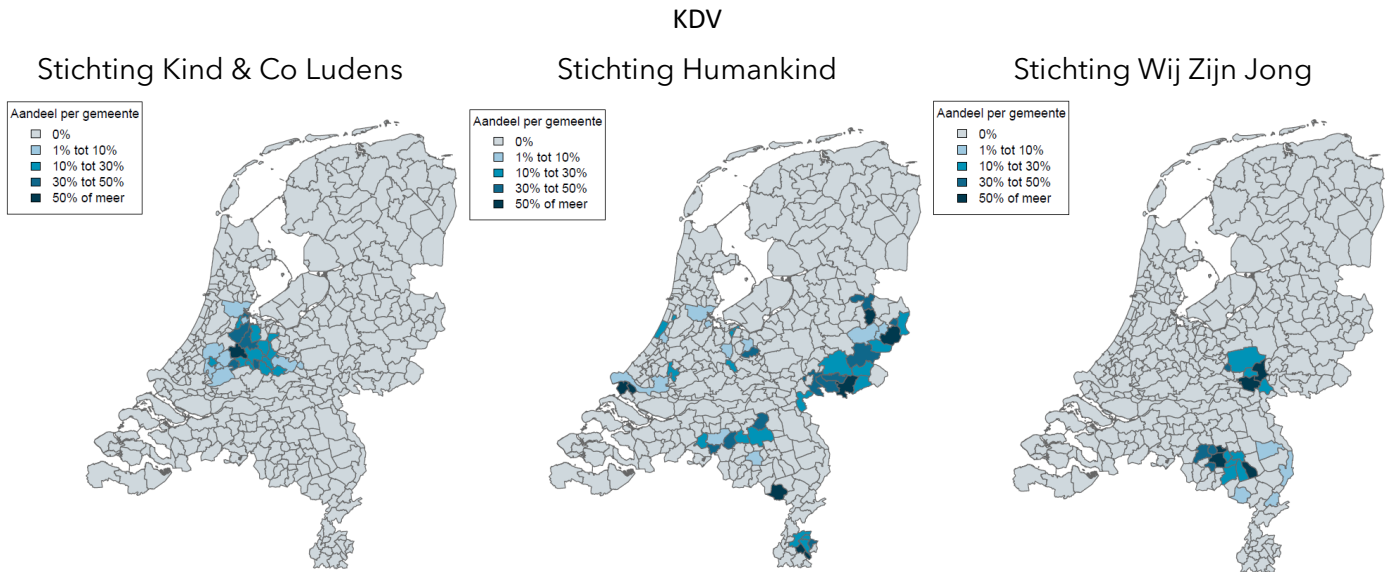 KDV
Stichting Kind & Co Ludens
Stichting Humankind
Stichting Wij Zijn Jong
Aandeel per gemeente
0%
1% tot 10%
10% tot 30%
30% tot 50%
50% of meer
Aandeel per gemeente
0%
1% tot 10%
10% tot 30%
30% tot 50%
50% of meer
Aandeel per gemeente
0%
1% tot 10%
10% tot 30%
30% tot 50%
50% of meer